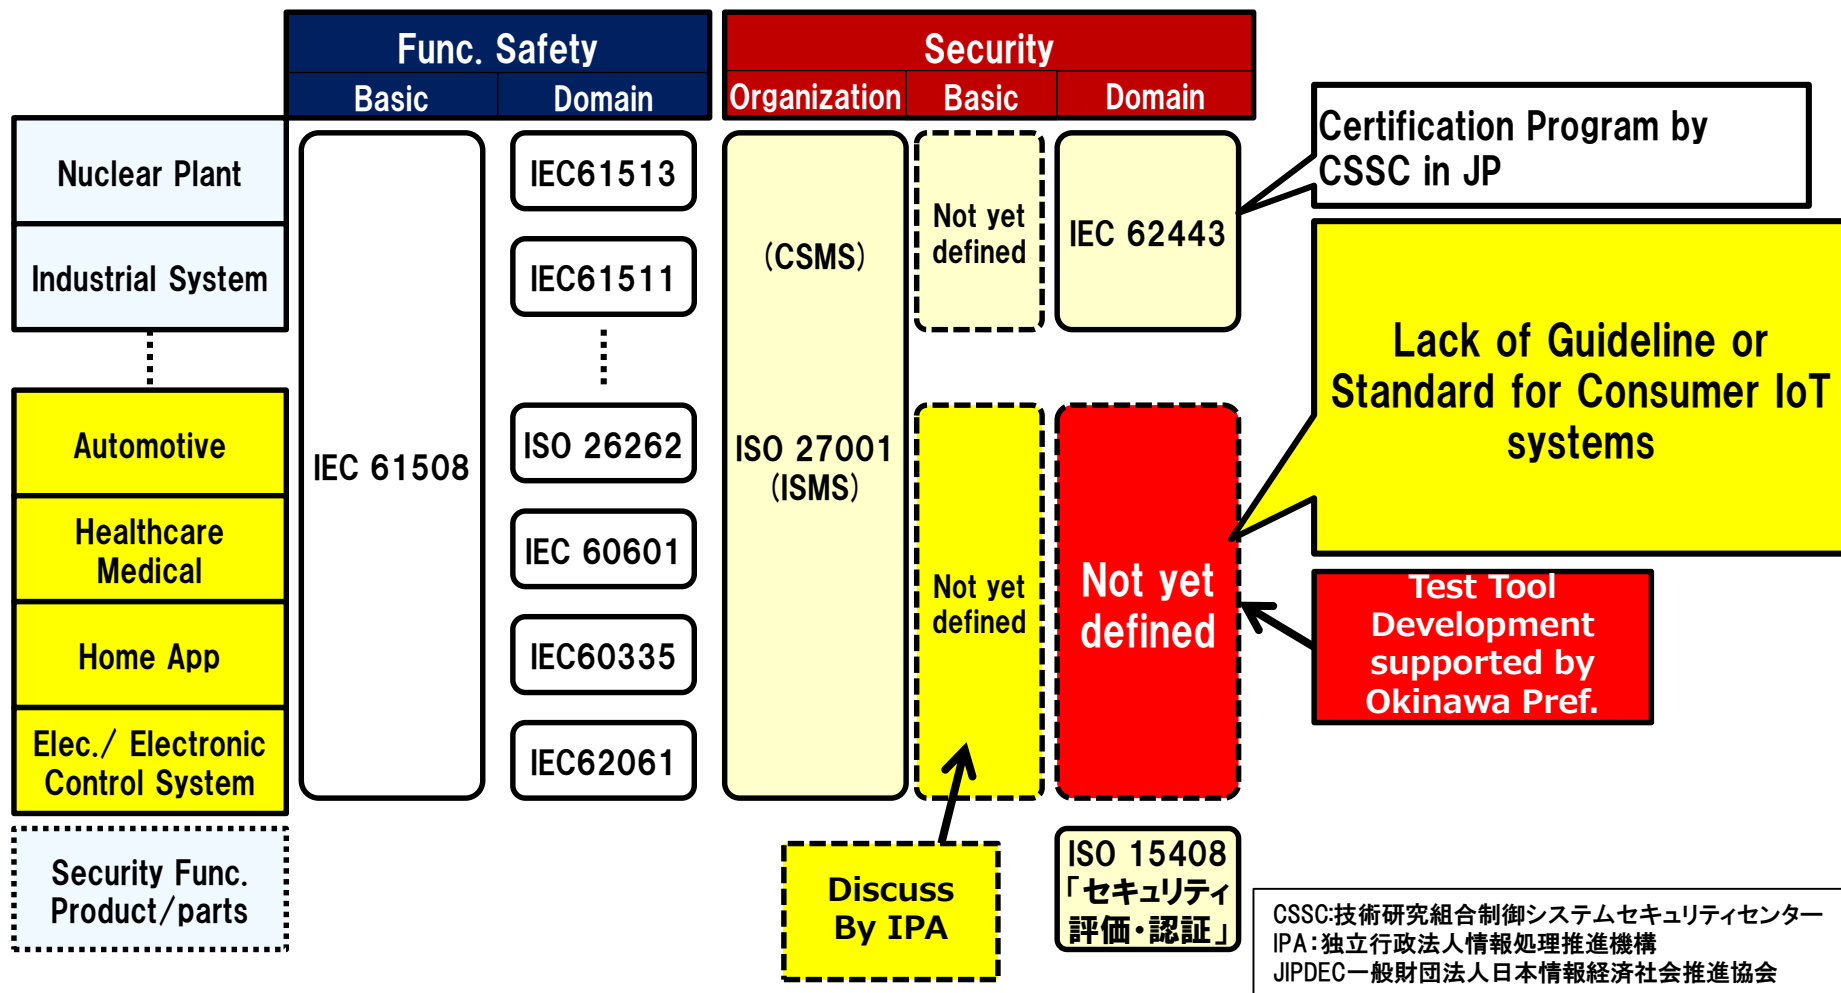 Func. Safety
Security
Basic
Domain
Organization
Basic
Domain
Nuclear Plant
Industrial System
Automotive
Healthcare
Medical
Home App
Elec./ Electronic
Control System
Security Func.
Product/parts
IEC 61508
IEC61513
IEC61511
ISO 26262
IEC 60601
IEC60335
IEC62061
(CSMS)
ISO 27001
(ISMS)
Not yet
defined
Not yet
defined
IEC 62443
Not yet
defined
Certification Program by
CSSC in JP
Lack of Guideline or
Standard for Consumer IoT
systems
Test Tool
Development
supported by
Okinawa Pref.
Discuss
By IPA
ISO 15408
「セキュリティ
評価・認証」
CSSC:技術研究組合制御システムセキュリティセンター
IPA：独立行政法人情報処理推進機構
JIPDEC一般財団法人日本情報経済社会推進協会